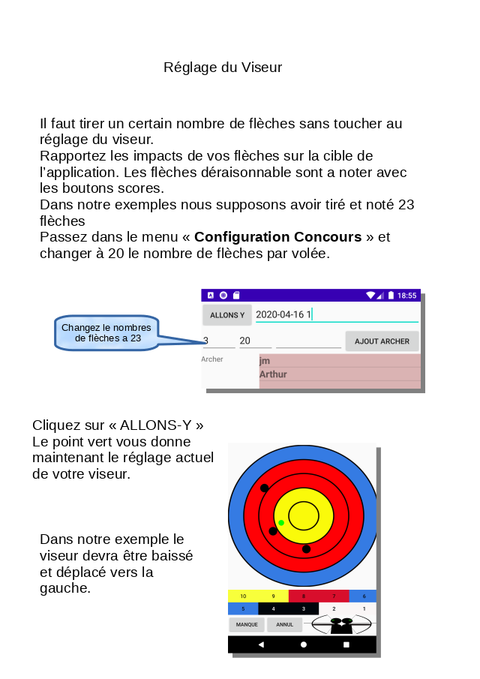 Réglage du Viseur
Il faut tirer un certain nombre de flèches sans toucher au
réglage du viseur.
Rapportez les impacts de vos flèches sur la cible de
l'application. Les flèches déraisonnable sont a noter avec
les boutons scores.
Dans notre exemples nous supposons avoir tiré et noté 23
flèches
Passez dans le menu « Configuration Concours » et
changer à 20 le nombre de flèches par volée.
18:55
ALLONS Y 2020-04-16 1
Changez le nombres
de flèches a 23
3 20 AJOUT ARCHER
Archer jm
Arthur
Cliquez sur « ALLONS-Y »
Le point vert vous donne
maintenant le réglage actuel
de votre viseur.
Dans notre exemple le
viseur devra être baissé
et déplacé vers la
gauche.
10 9 8 7 6
5 4 3 2 1
MANQUE ANNUL